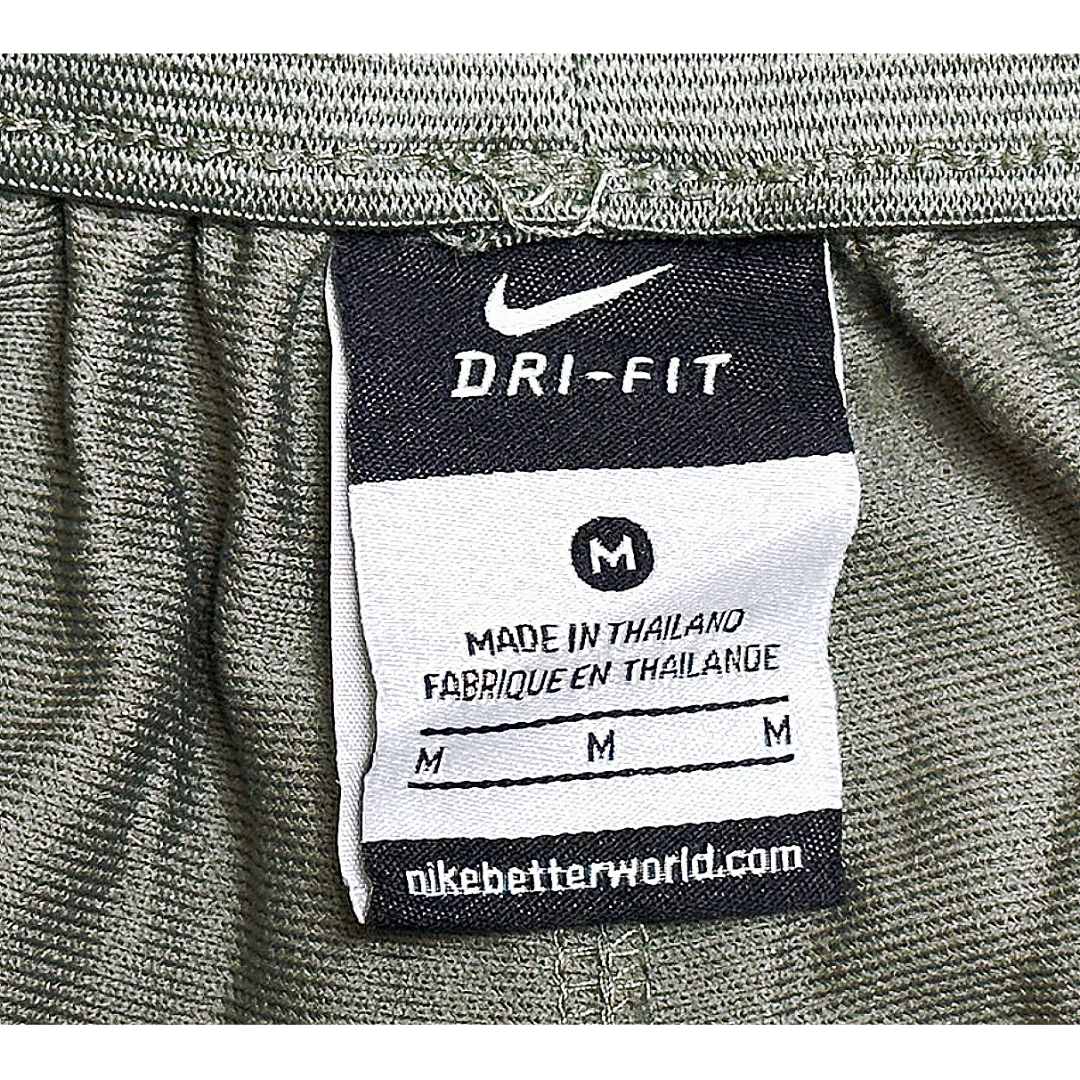 DRI-FIT
M
MADE IN THAILAND
FABRIQUE EN THAILANDE
M M M
nikebetterworld.com